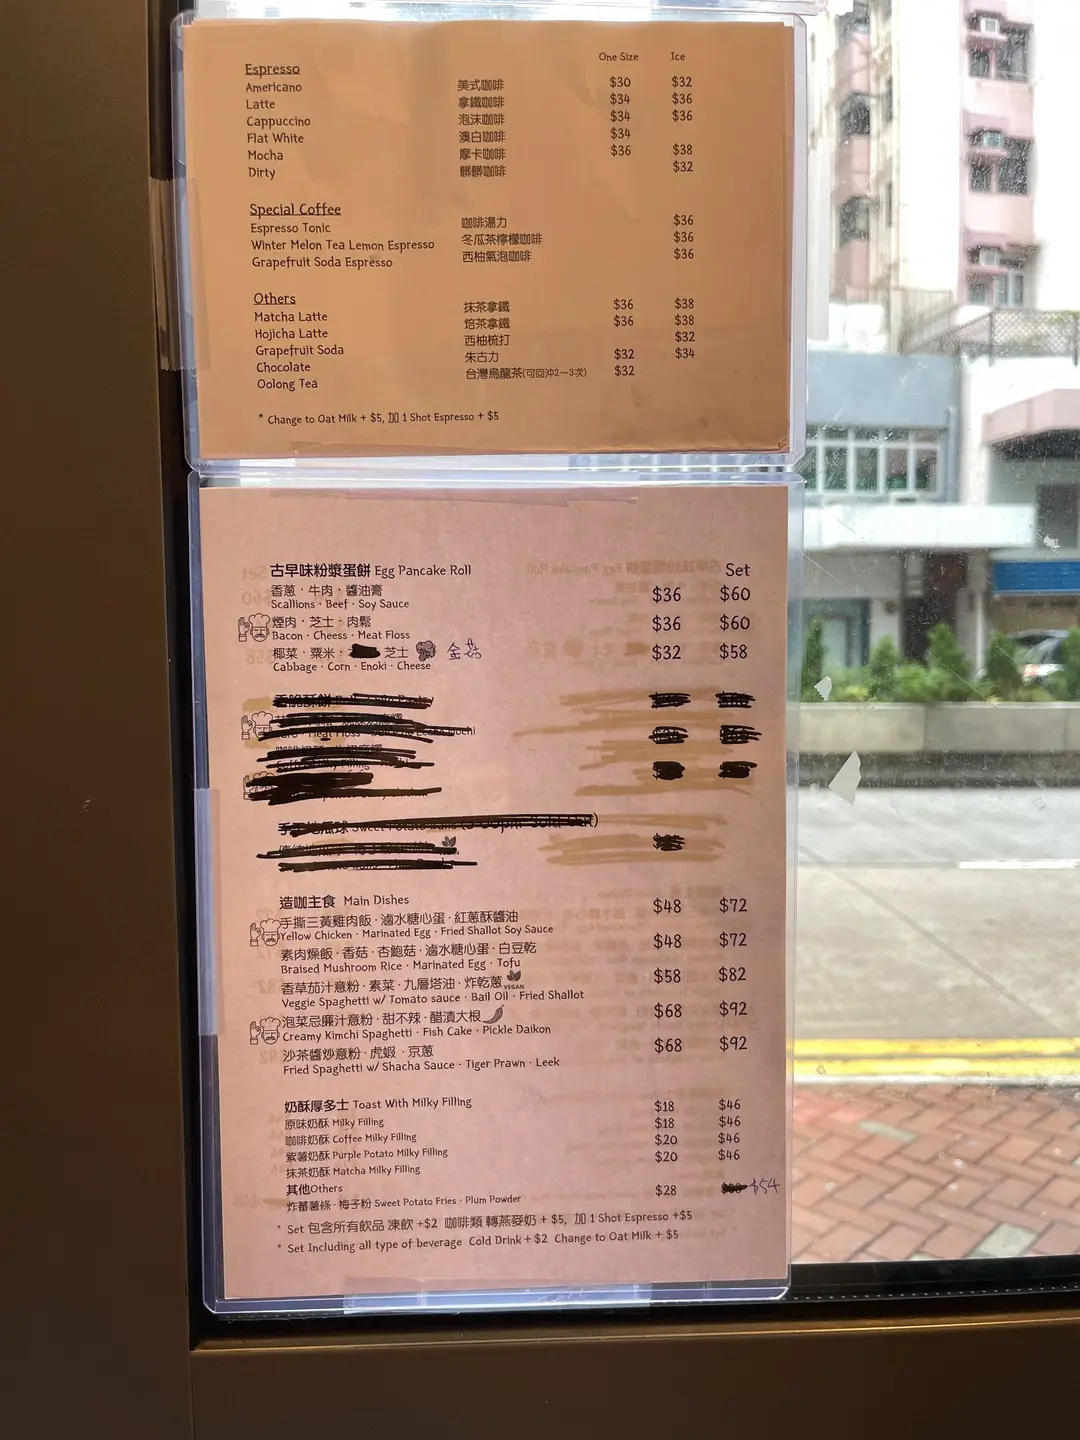 One Size Ice
Espresso
Americano 美式咖啡 $30 $32
Latte 拿鐵咖啡 $34 $36
Cappuccino 泡沫咖啡 $34 $36
Flat White 澳白咖啡 $34
Mocha 摩卡咖啡 $36 $38
Dirty 髒髒咖啡 $32
Special Coffee
Espresso Tonic 咖啡湯力 $36
Winter Melon Tea Lemon Espresso 冬瓜茶檸檬咖啡 $36
Grapefruit Soda Espresso 西柚氣泡咖啡 $36
Others
Matcha Latte 抹茶拿鐵 $36 $38
Hojicha Latte 焙茶拿鐵 $36 $38
Grapefruit Soda 西柚梳打 $32
Chocolate 朱古力 $32 $34
Oolong Tea 台灣烏龍茶(可回沖2～3次) $32
* Change to Oat Milk + $5, 加 1 Shot Espresso + $5
古早味粉漿蛋餅 Egg Pancake Roll Set
香蔥 · 牛肉 · 醬油膏 $36 $60
Scallions · Beef · Soy Sauce
煙肉 · 芝士 · 肉鬆 $36 $60
Bacon · Cheess · Meat Floss
椰菜 · 粟米 · 芝士 金菇 $32 $58
Cabbage · Corn · Enoki · Cheese
造咖主食 Main Dishes
手撕三黃雞肉飯 · 滷水糖心蛋 · 紅蔥酥醬油 $48 $72
Yellow Chicken · Marinated Egg · Fried Shallot Soy Sauce
素肉燥飯 · 香菇 · 杏鮑菇 · 滷水糖心蛋 · 白豆乾 $48 $72
Braised Mushroom Rice · Marinated Egg · Tofu
香草茄汁意粉 · 素菜 · 九層塔油 · 炸乾蔥 VEGAN $58 $82
Veggie Spaghetti w/ Tomato sauce · Bail Oil · Fried Shallot
泡菜忌廉汁意粉 · 甜不辣 · 醋漬大根 $68 $92
Creamy Kimchi Spaghetti · Fish Cake · Pickle Daikon
沙茶醬炒意粉 · 虎蝦 · 京蔥 $68 $92
Fried Spaghetti w/ Shacha Sauce · Tiger Prawn · Leek
奶酥厚多士 Toast With Milky Filling
原味奶酥 Milky Filling $18 $46
咖啡奶酥 Coffee Milky Filling $18 $46
紫薯奶酥 Purple Potato Milky Filling $20 $46
抹茶奶酥 Matcha Milky Filling $20 $46
其他Others
炸蕃薯條 · 梅子粉 Sweet Potato Fries · Plum Powder $28 $54
* Set 包含所有飲品 凍飲 +$2 咖啡類 轉燕麥奶 + $5, 加 1 Shot Espresso +$5
* Set Including all type of beverage Cold Drink + $2 Change to Oat Milk + $5